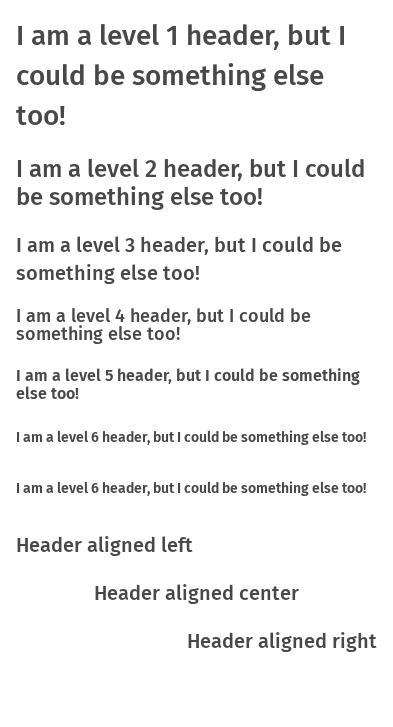 I am a level 1 header, but I
could be something else
too!
I am a level 2 header, but I could
be something else too!
I am a level 3 header, but I could be
something else too!
I am a level 4 header, but I could be
something else too!
I am a level 5 header, but I could be something
else too!
I am a level 6 header, but I could be something else too!
I am a level 6 header, but I could be something else too!
Header aligned left
Header aligned center
Header aligned right